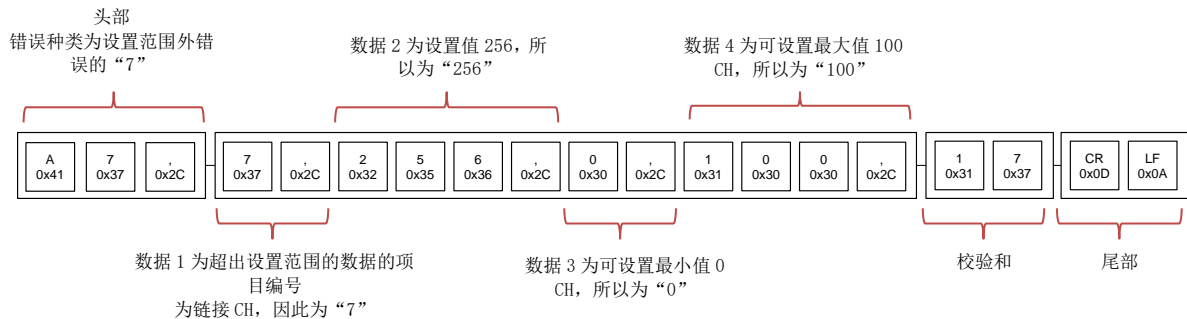 头部
错误种类为设置范围外错
误的“7”
数据 2 为设置值 256，所
以为“256”
数据 4 为可设置最大值 100
CH，所以为“100”
A 7 , 7 , 2 5 6 , 0 , 1 0 0 , 1 7 CR LF
0x41 0x37 0x2C 0x37 0x2C 0x32 0x35 0x36 0x2C 0x30 0x2C 0x31 0x30 0x30 0x2C 0x31 0x37 0x0D 0x0A
数据 1 为超出设置范围的数据的项
目编号
为链接 CH，因此为“7”
数据 3 为可设置最小值 0
CH，所以为“0”
校验和
尾部